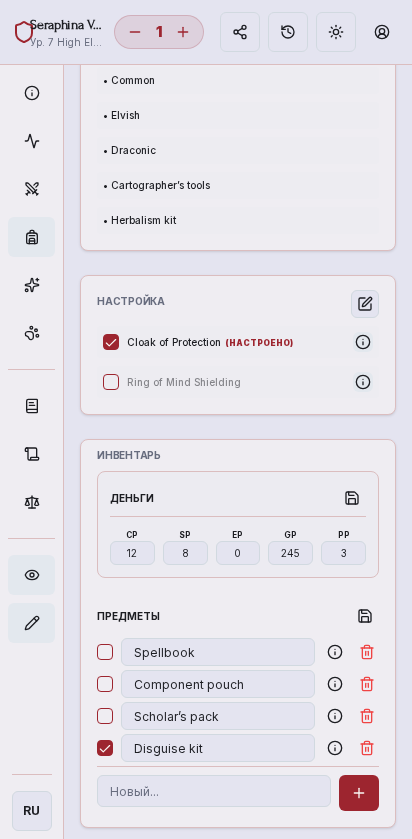 Seraphina V...
Ур. 7 High El...
1
• Common
• Elvish
• Draconic
• Cartographer's tools
• Herbalism kit
НАСТРОЙКА
Cloak of Protection (НАСТРОЕНО)
Ring of Mind Shielding
ИНВЕНТАРЬ
ДЕНЬГИ
CP SP EP GP PP
12 8 0 245 3
ПРЕДМЕТЫ
Spellbook
Component pouch
Scholar's pack
Disguise kit
Новый...
RU